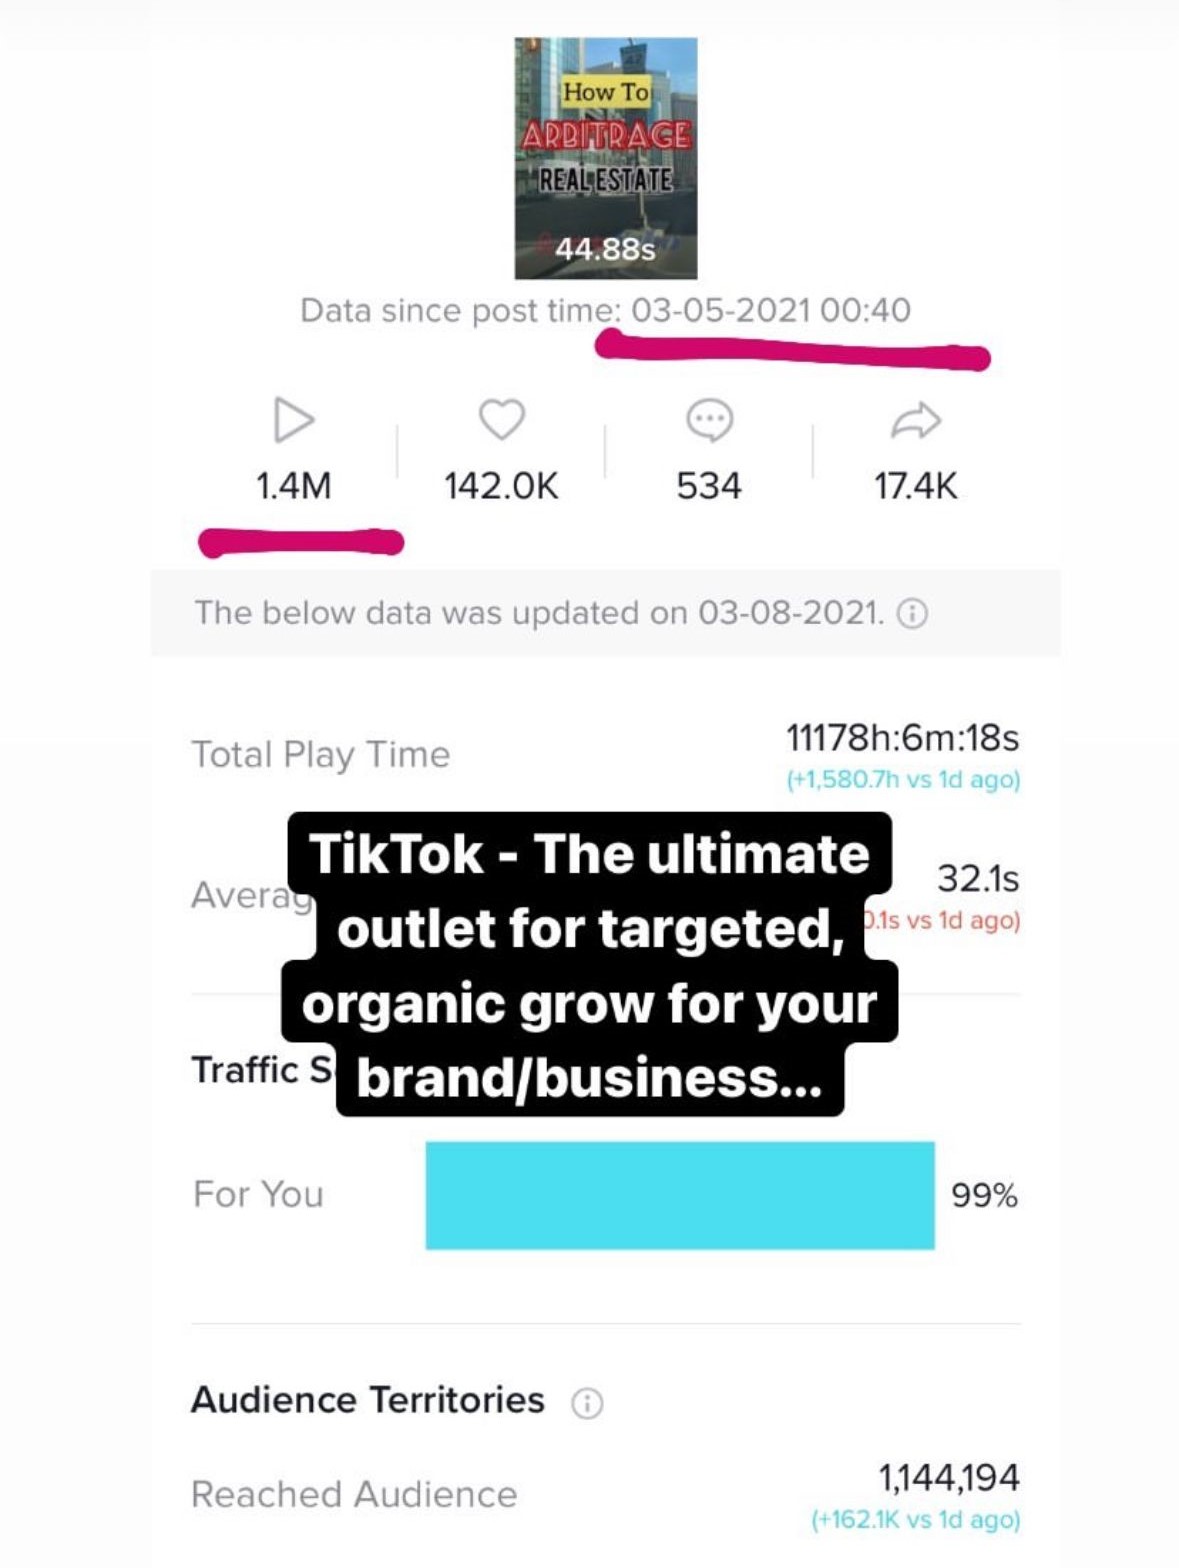 How To
ARBITRAGE
REAL ESTATE
44.88s
Data since post time: 03-05-2021 00:40
1.4M 142.0K 534 17.4K
The below data was updated on 03-08-2021.
Total Play Time 11178h:6m:18s
(+1,580.7h vs 1d ago)
TikTok - The ultimate
outlet for targeted,
organic grow for your
brand/business...
Averag 32.1s
0.1s vs 1d ago)
Traffic S
For You 99%
Audience Territories
Reached Audience 1,144,194
(+162.1K vs 1d ago)